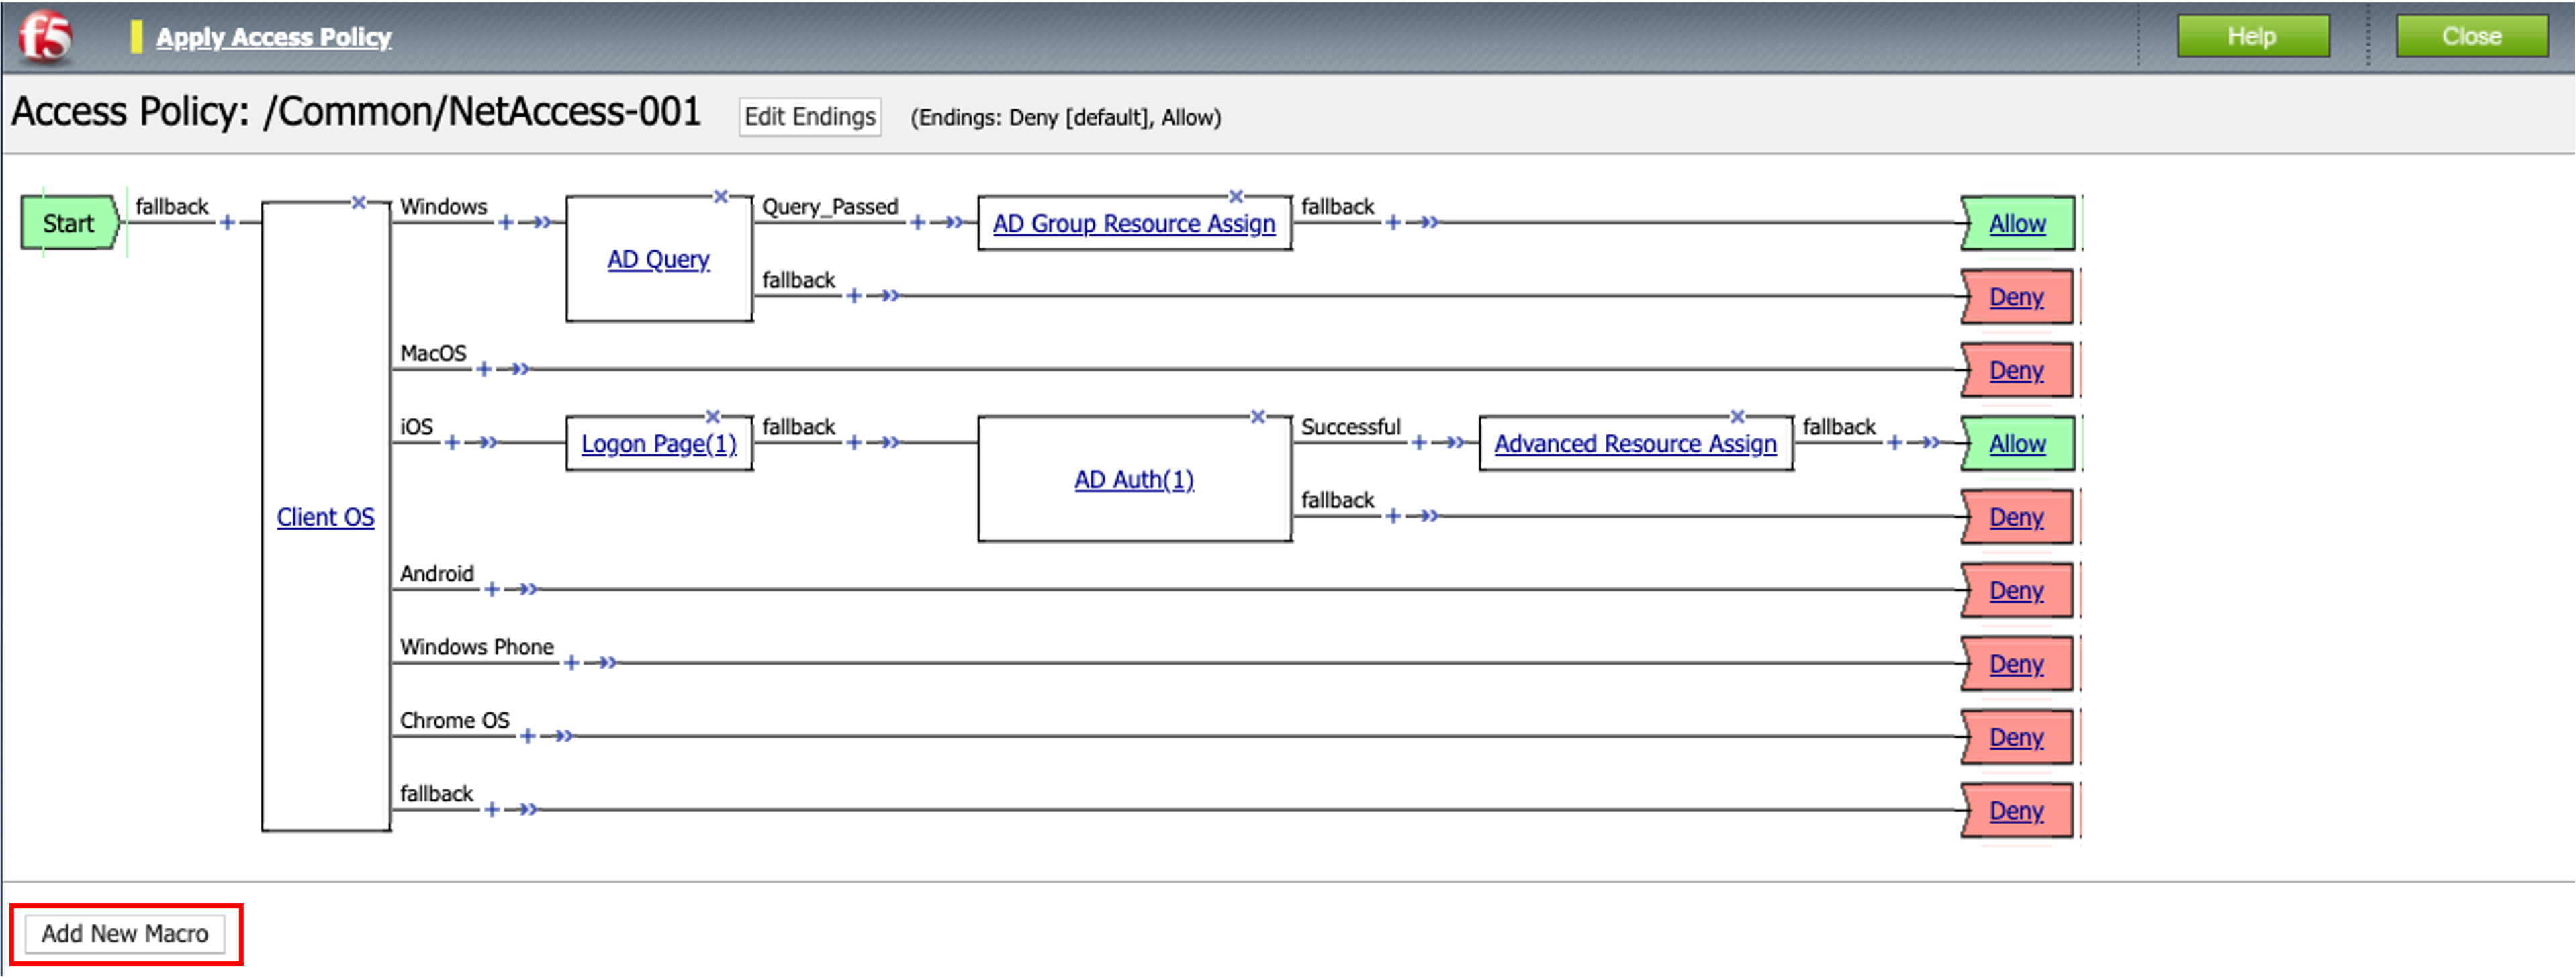 f5 Apply Access Policy Help Close
Access Policy: /Common/NetAccess-001 Edit Endings (Endings: Deny [default], Allow)
Start fallback + Windows + Query_Passed + AD Group Resource Assign fallback + Allow
AD Query
fallback + Deny
MacOS + Deny
iOS + Logon Page(1) fallback + Successful + Advanced Resource Assign fallback + Allow
AD Auth(1)
Client OS fallback + Deny
Android + Deny
Windows Phone + Deny
Chrome OS + Deny
fallback + Deny
Add New Macro